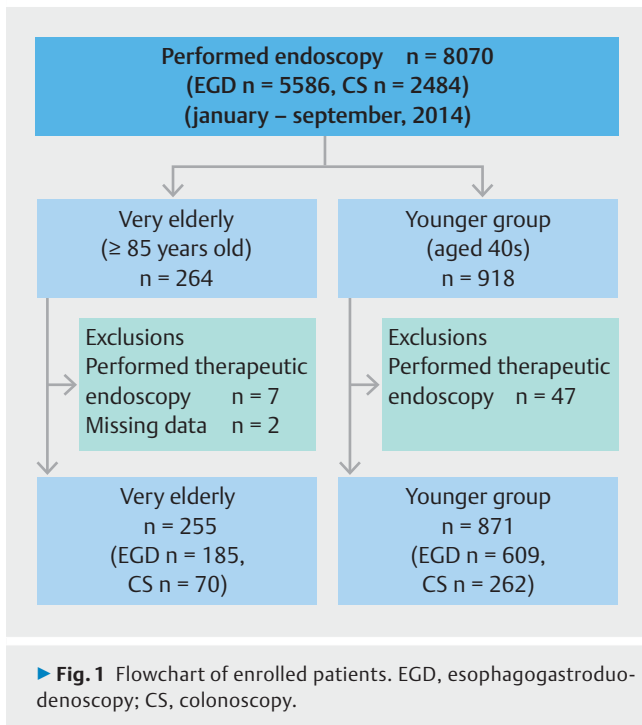 Performed endoscopy n = 8070
(EGD n = 5586, CS n = 2484)
(january – september, 2014)
Very elderly
(≥ 85 years old)
n = 264
Younger group
(aged 40s)
n = 918
Exclusions
Performed therapeutic
endoscopy n = 7
Missing data n = 2
Exclusions
Performed therapeutic
endoscopy n = 47
Very elderly
n = 255
(EGD n = 185,
CS n = 70)
Younger group
n = 871
(EGD n = 609,
CS n = 262)
▶ Fig. 1 Flowchart of enrolled patients. EGD, esophagogastroduo-
denoscopy; CS, colonoscopy.